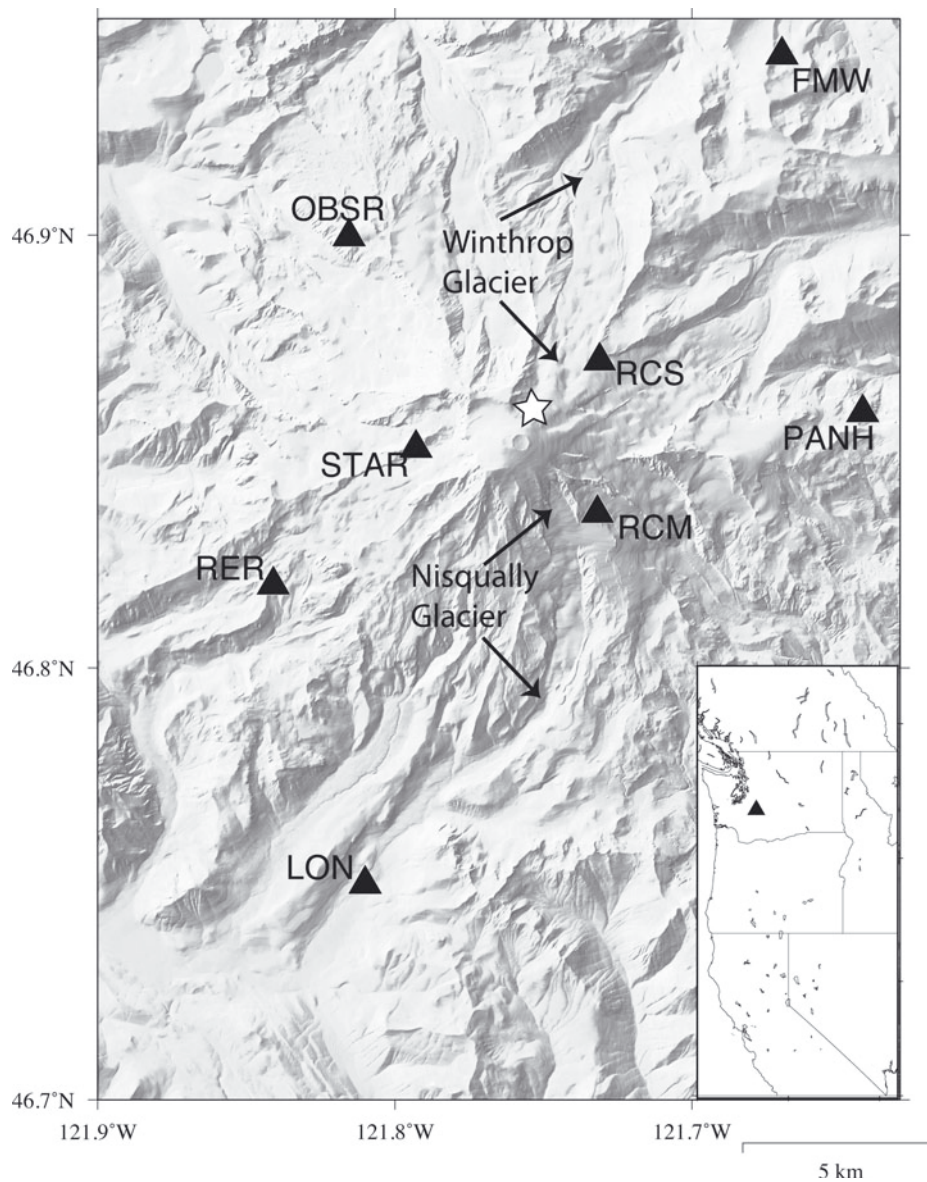 FMW
OBSR
46.9°N
Winthrop
Glacier
RCS
PANH
STAR
RCM
RER
Nisqually
Glacier
46.8°N
LON
46.7°N
121.9°W
121.8°W
121.7°W
5 km